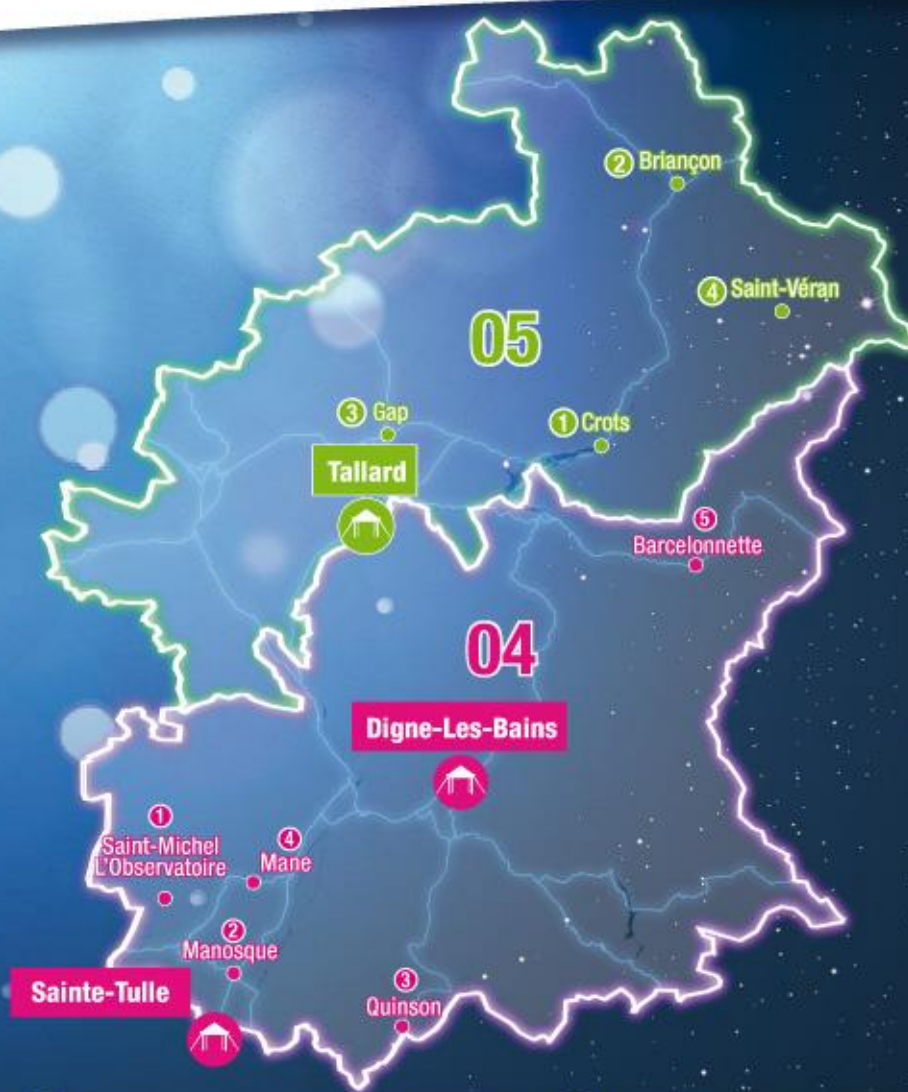 ② Briançon
④ Saint-Véran
05
③ Gap
① Crots
Tallard
⑤
Barcelonnette
04
Digne-Les-Bains
①
Saint-Michel
L'Observatoire
④
Mane
②
Manosque
Sainte-Tulle
③
Quinson